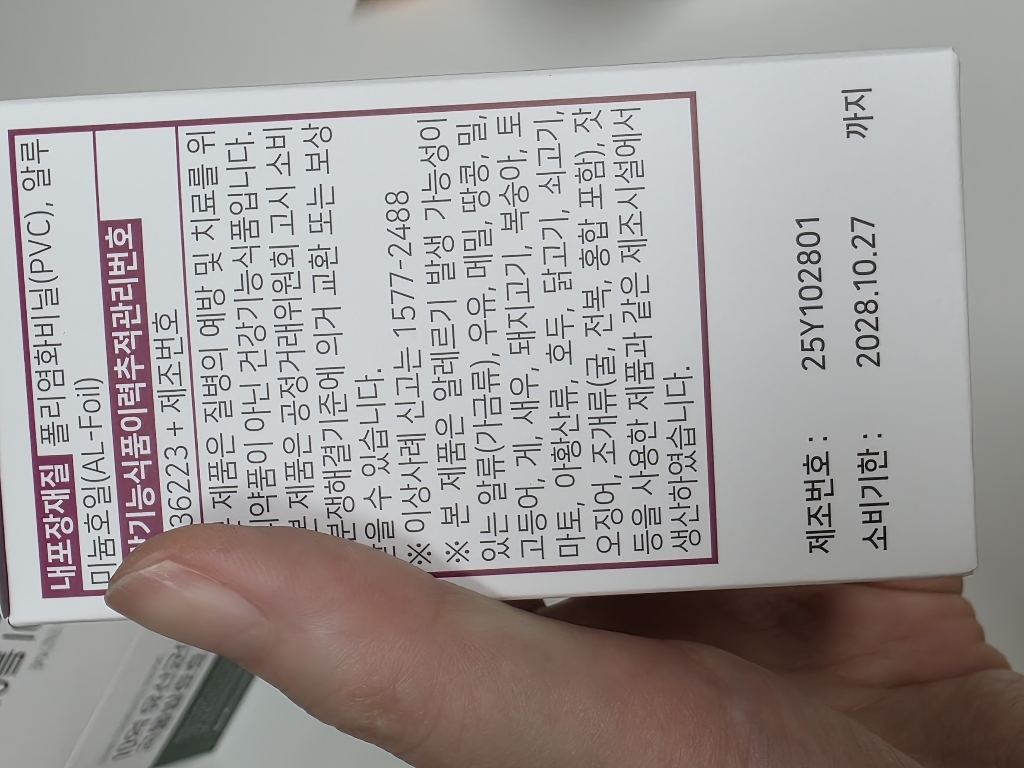 내포장재질 폴리염화비닐(PVC), 알루
미늄호일(AL-Foil)
기능식품이력추적관리번호
36223 + 제조번호
제품은 질병의 예방 및 치료를 위
의약품이 아닌 건강기능식품입니다.
제품은 공정거래위원회 고시 소비
분쟁해결기준에 의거 교환 또는 보상
받을 수 있습니다.
※ 이상사례 신고는 1577-2488
※ 본 제품은 알레르기 발생 가능성이
있는 알류(가금류), 우유, 메밀, 땅콩, 밀,
고등어, 게, 새우, 돼지고기, 복숭아, 토
마토, 아황산류, 호두, 닭고기, 쇠고기,
오징어, 조개류(굴, 전복, 홍합 포함), 잣
등을 사용한 제품과 같은 제조시설에서
생산하였습니다.
제조번호 : 25Y102801
소비기한 : 2028.10.27 까지